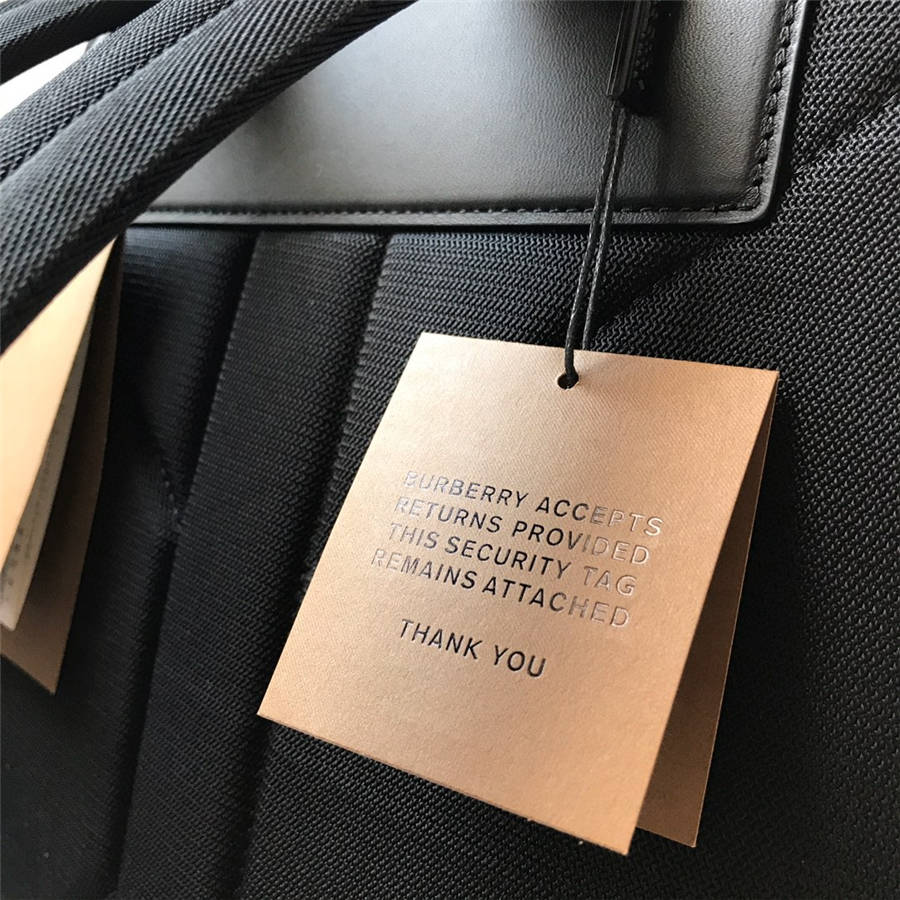 BURBERRY ACCEPTS
RETURNS PROVIDED
THIS SECURITY TAG
REMAINS ATTACHED
THANK YOU